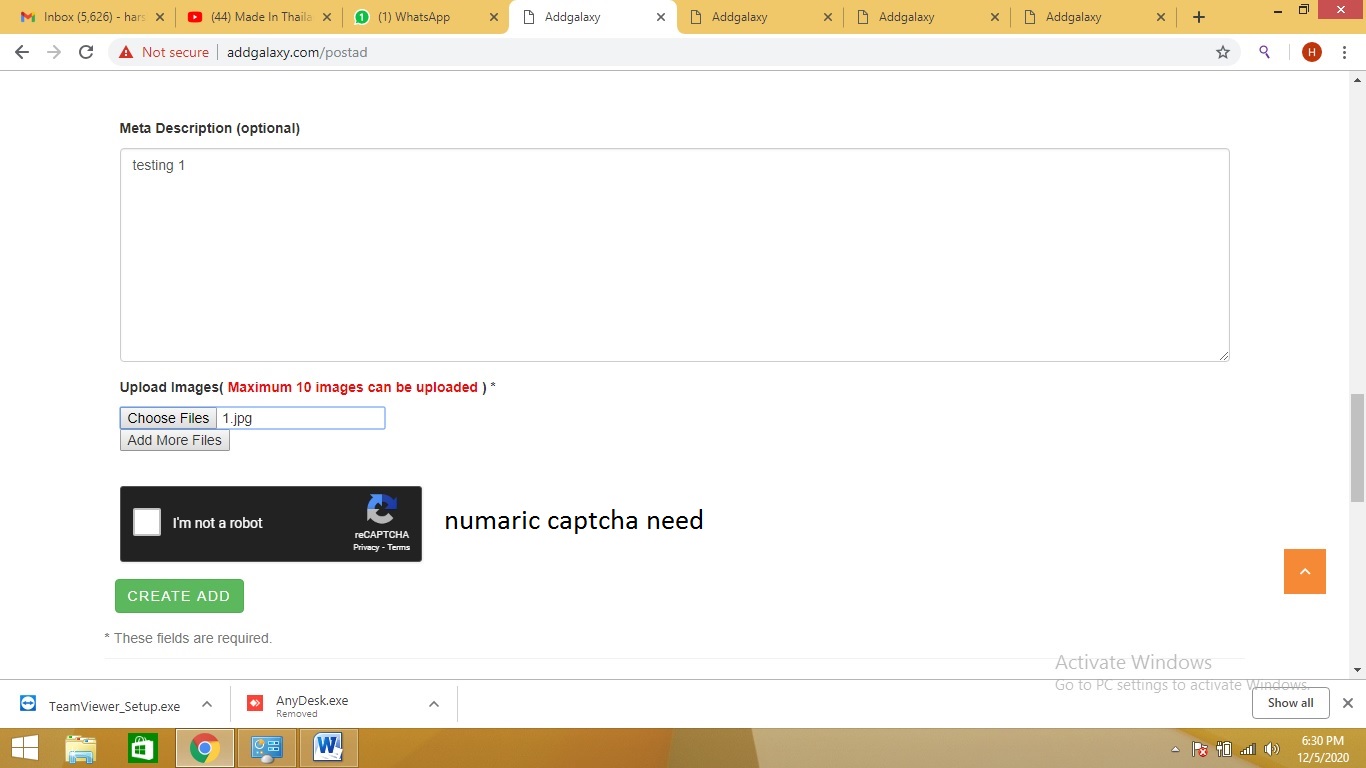 Inbox (5,626) - hars
(44) Made In Thaila
(1) WhatsApp
Addgalaxy
Addgalaxy
Addgalaxy
Addgalaxy
Not secure
addgalaxy.com/postad
H
Meta Description (optional)
testing 1
Upload Images( Maximum 10 images can be uploaded ) *
Choose Files 1.jpg
Add More Files
I'm not a robot
reCAPTCHA
Privacy - Terms
numaric captcha need
CREATE ADD
* These fields are required.
Activate Windows
Go to PC settings to activate Windows.
TeamViewer_Setup.exe
AnyDesk.exe
Removed
Show all
6:30 PM
12/5/2020